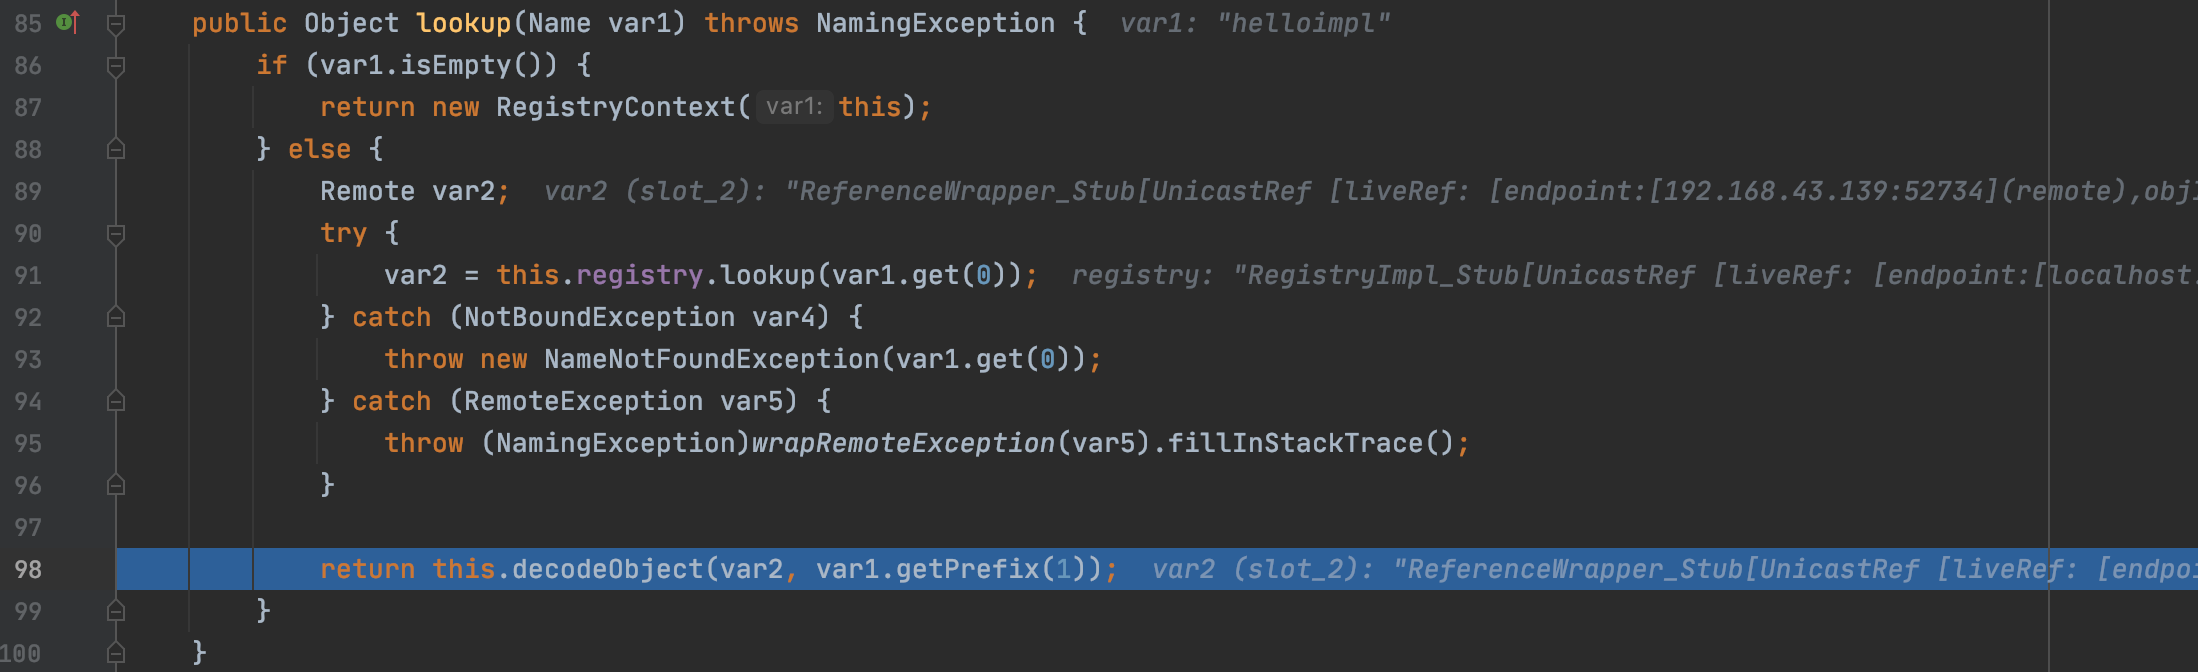 85 public Object lookup(Name var1) throws NamingException {  var1: "helloimpl"
86 if (var1.isEmpty()) {
87 return new RegistryContext( var1: this);
88 } else {
89 Remote var2;  var2 (slot_2): "ReferenceWrapper_Stub[UnicastRef [liveRef: [endpoint:[192.168.43.139:52734](remote),obj
90 try {
91 var2 = this.registry.lookup(var1.get(0));  registry: "RegistryImpl_Stub[UnicastRef [liveRef: [endpoint:[localhost:
92 } catch (NotBoundException var4) {
93 throw new NameNotFoundException(var1.get(0));
94 } catch (RemoteException var5) {
95 throw (NamingException)wrapRemoteException(var5).fillInStackTrace();
96 }
97
98 return this.decodeObject(var2, var1.getPrefix(1));  var2 (slot_2): "ReferenceWrapper_Stub[UnicastRef [liveRef: [endpoi
99 }
100 }